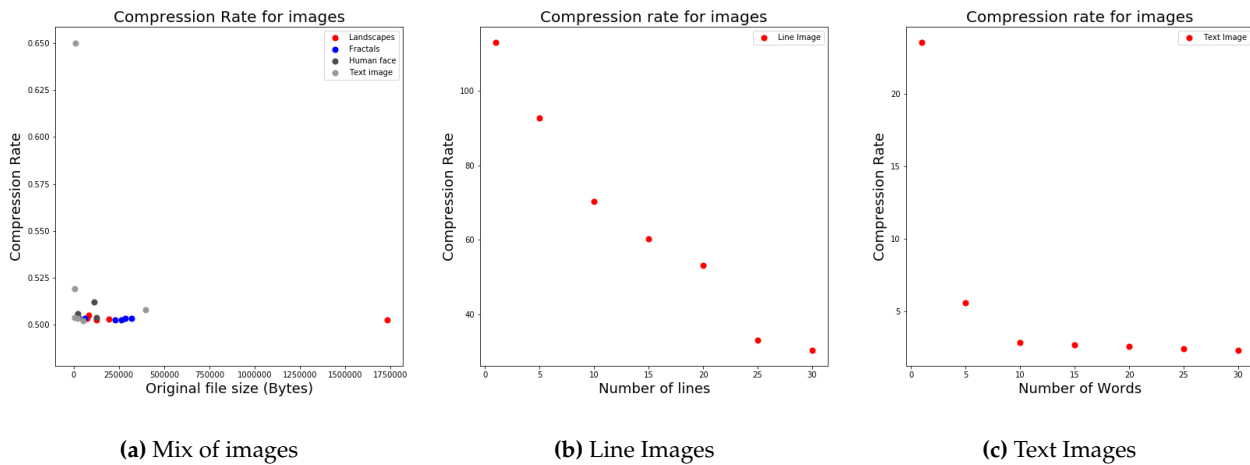 Compression Rate for images
Compression Rate
0.650
0.625
0.600
0.575
0.550
0.525
0.500
Landscapes
Fractals
Human face
Text image
0 250000 500000 750000 1000000 1250000 1500000 1750000
Original file size (Bytes)
(a) Mix of images
Compression rate for images
Compression Rate
100
80
60
40
Line Image
0 5 10 15 20 25 30
Number of lines
(b) Line Images
Compression rate for images
Compression Rate
20
15
10
5
Text Image
0 5 10 15 20 25 30
Number of Words
(c) Text Images